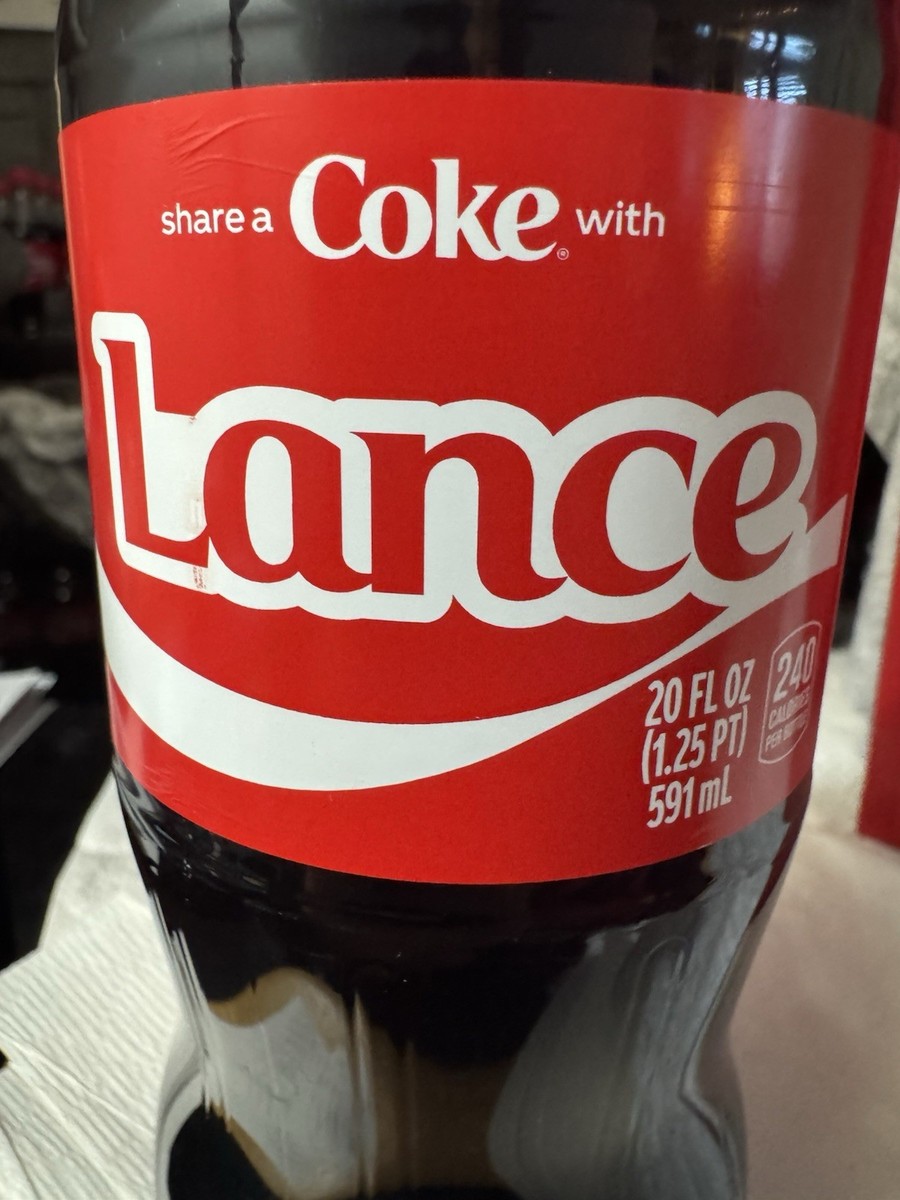 share a Coke® with
Lance
20 FL OZ
(1.25 PT)
591 mL
240
CALORIES
PER BOTTLE